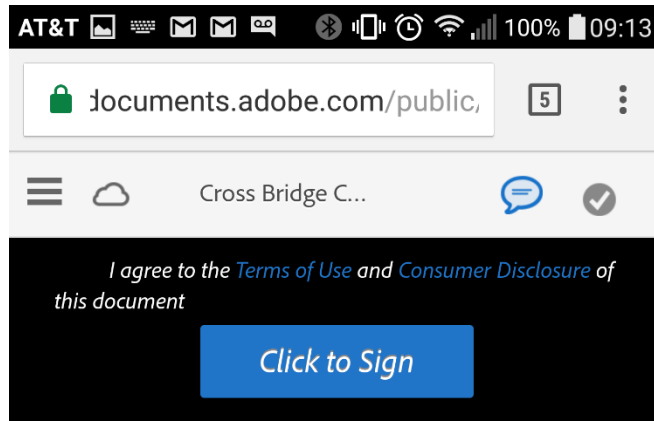 AT&T 100% 09:13
documents.adobe.com/public/ 5
Cross Bridge C...
I agree to the Terms of Use and Consumer Disclosure of
this document
Click to Sign